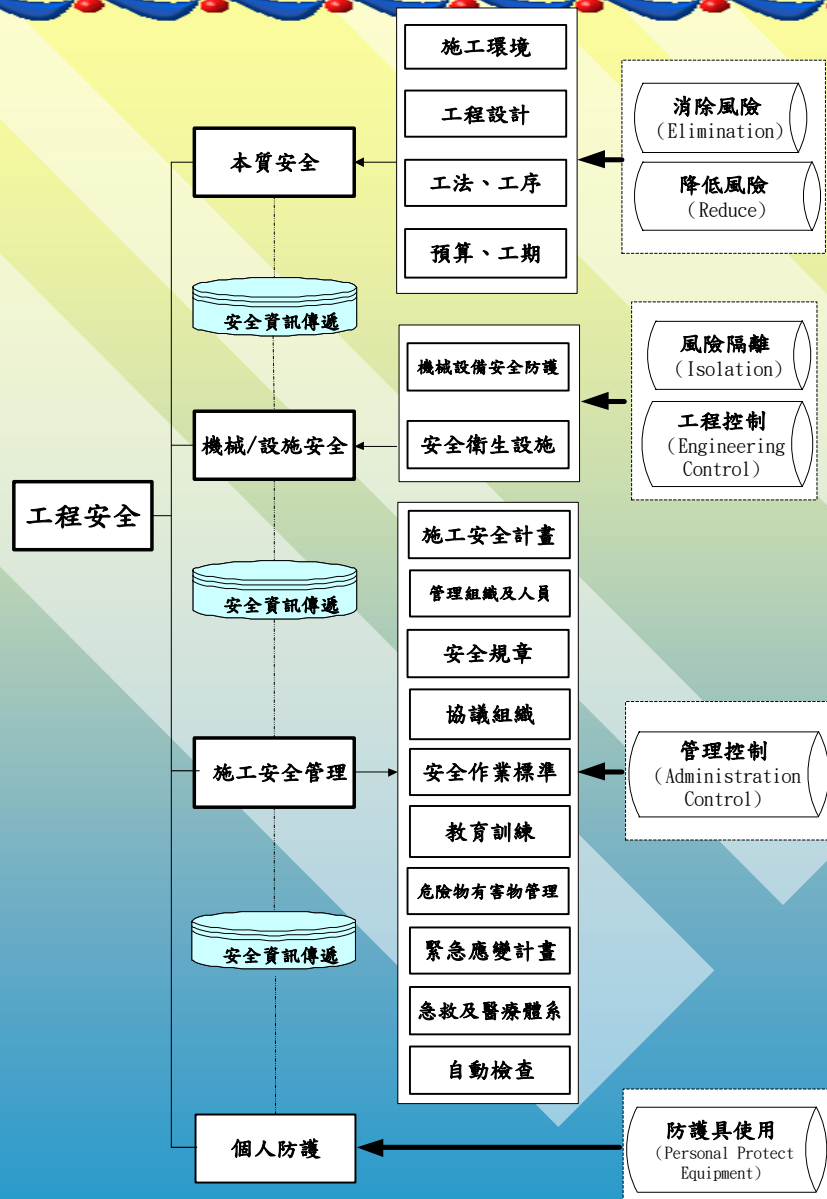 施工環境
工程設計
工法、工序
預算、工期
消除風險
（Elimination）
降低風險
（Reduce）
本質安全
安全資訊傳遞
機械設備安全防護
安全衛生設施
風險隔離
（Isolation）
工程控制
（Engineering
Control）
機械/設施安全
工程安全
安全資訊傳遞
施工安全計畫
管理組織及人員
安全規章
協議組織
安全作業標準
教育訓練
危險物有害物管理
緊急應變計畫
急救及醫療體系
自動檢查
管理控制
（Administration
Control）
施工安全管理
安全資訊傳遞
個人防護
防護具使用
（Personal Protect
Equipment）